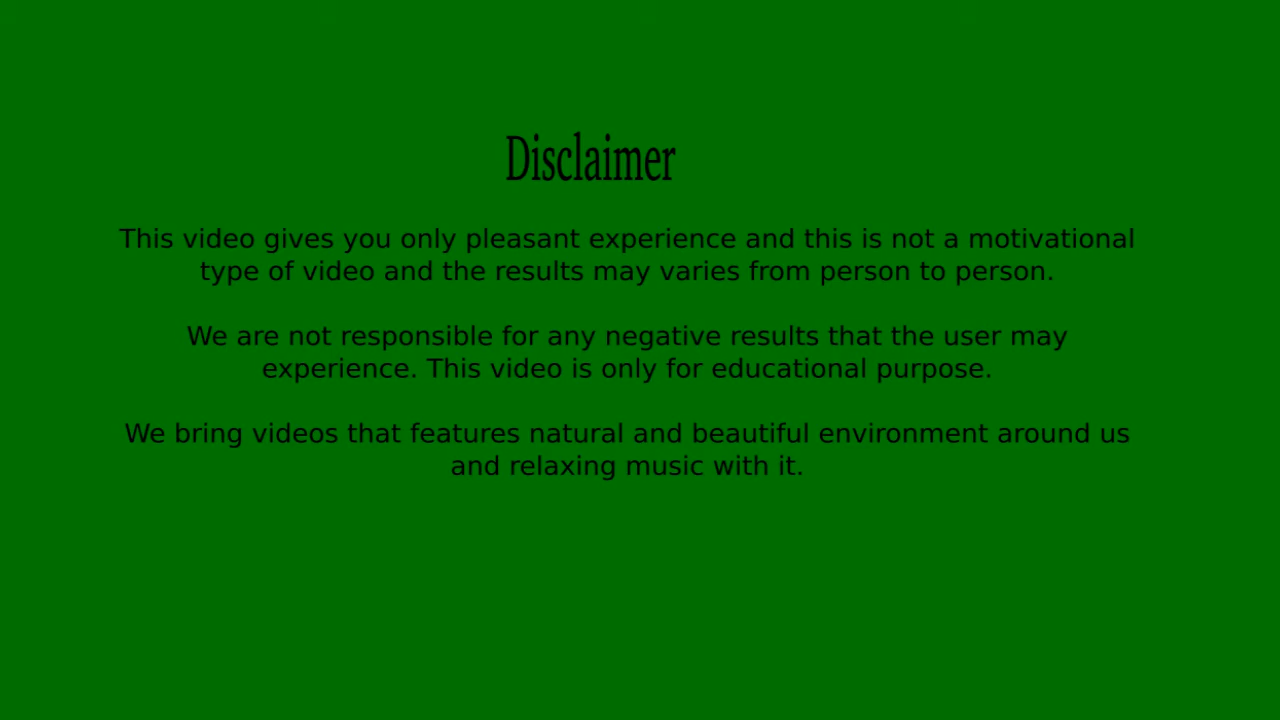 Disclaimer
This video gives you only pleasant experience and this is not a motivational
type of video and the results may varies from person to person.
We are not responsible for any negative results that the user may
experience. This video is only for educational purpose.
We bring videos that features natural and beautiful environment around us
and relaxing music with it.